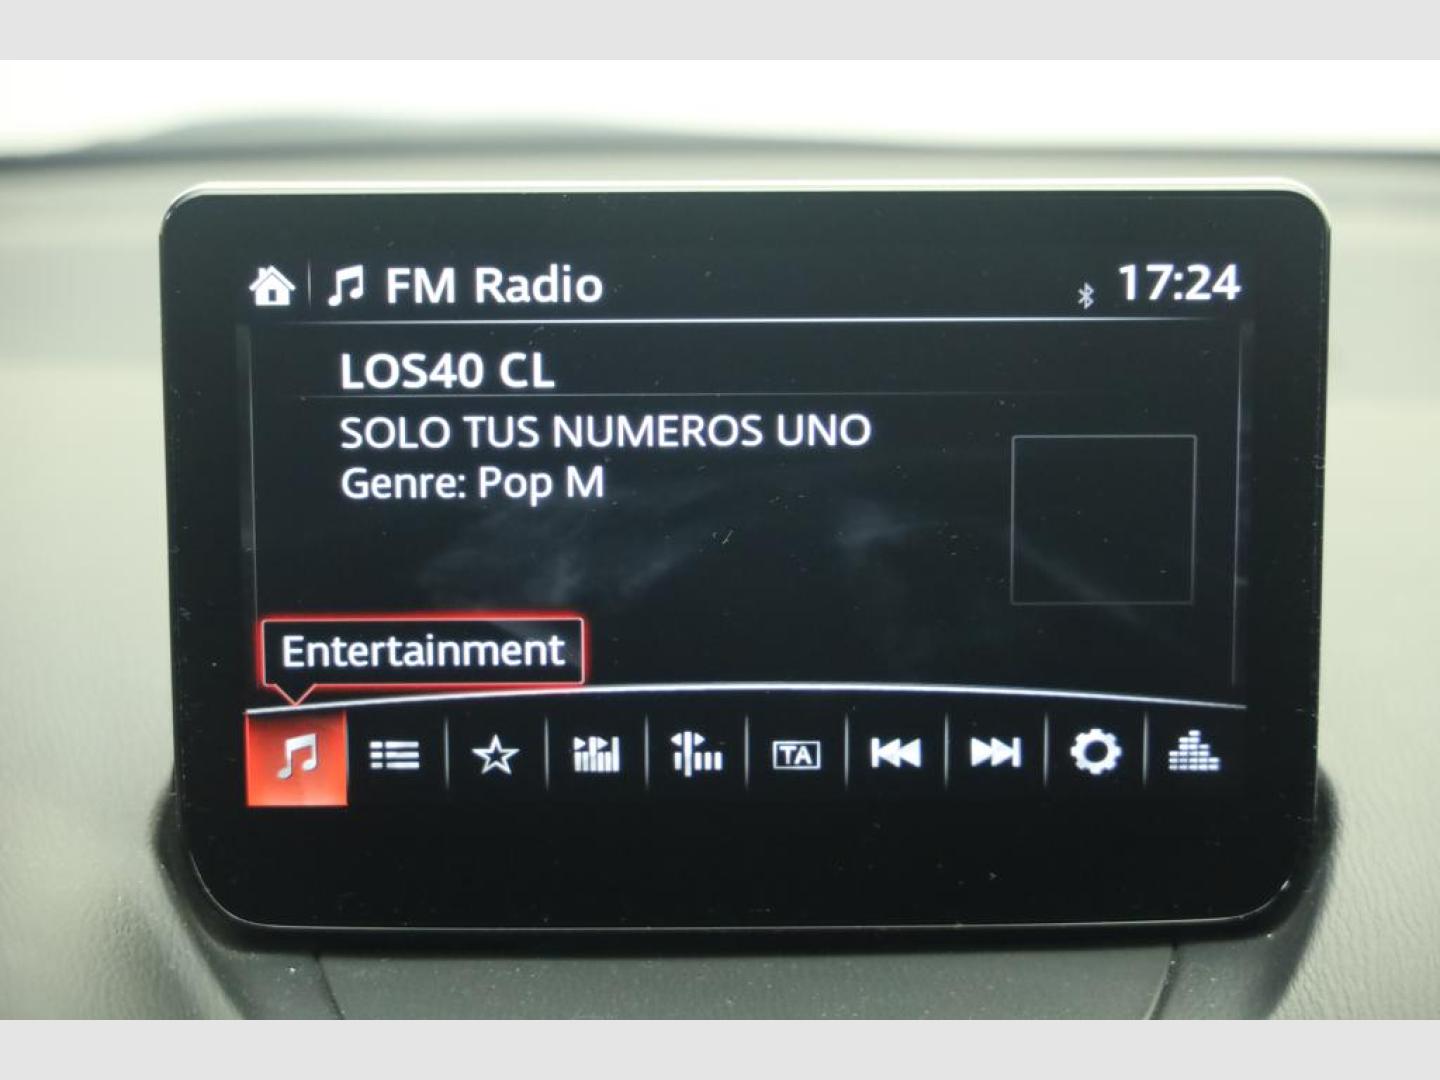 FM Radio 17:24
LOS40 CL
SOLO TUS NUMEROS UNO
Genre: Pop M
Entertainment
TA